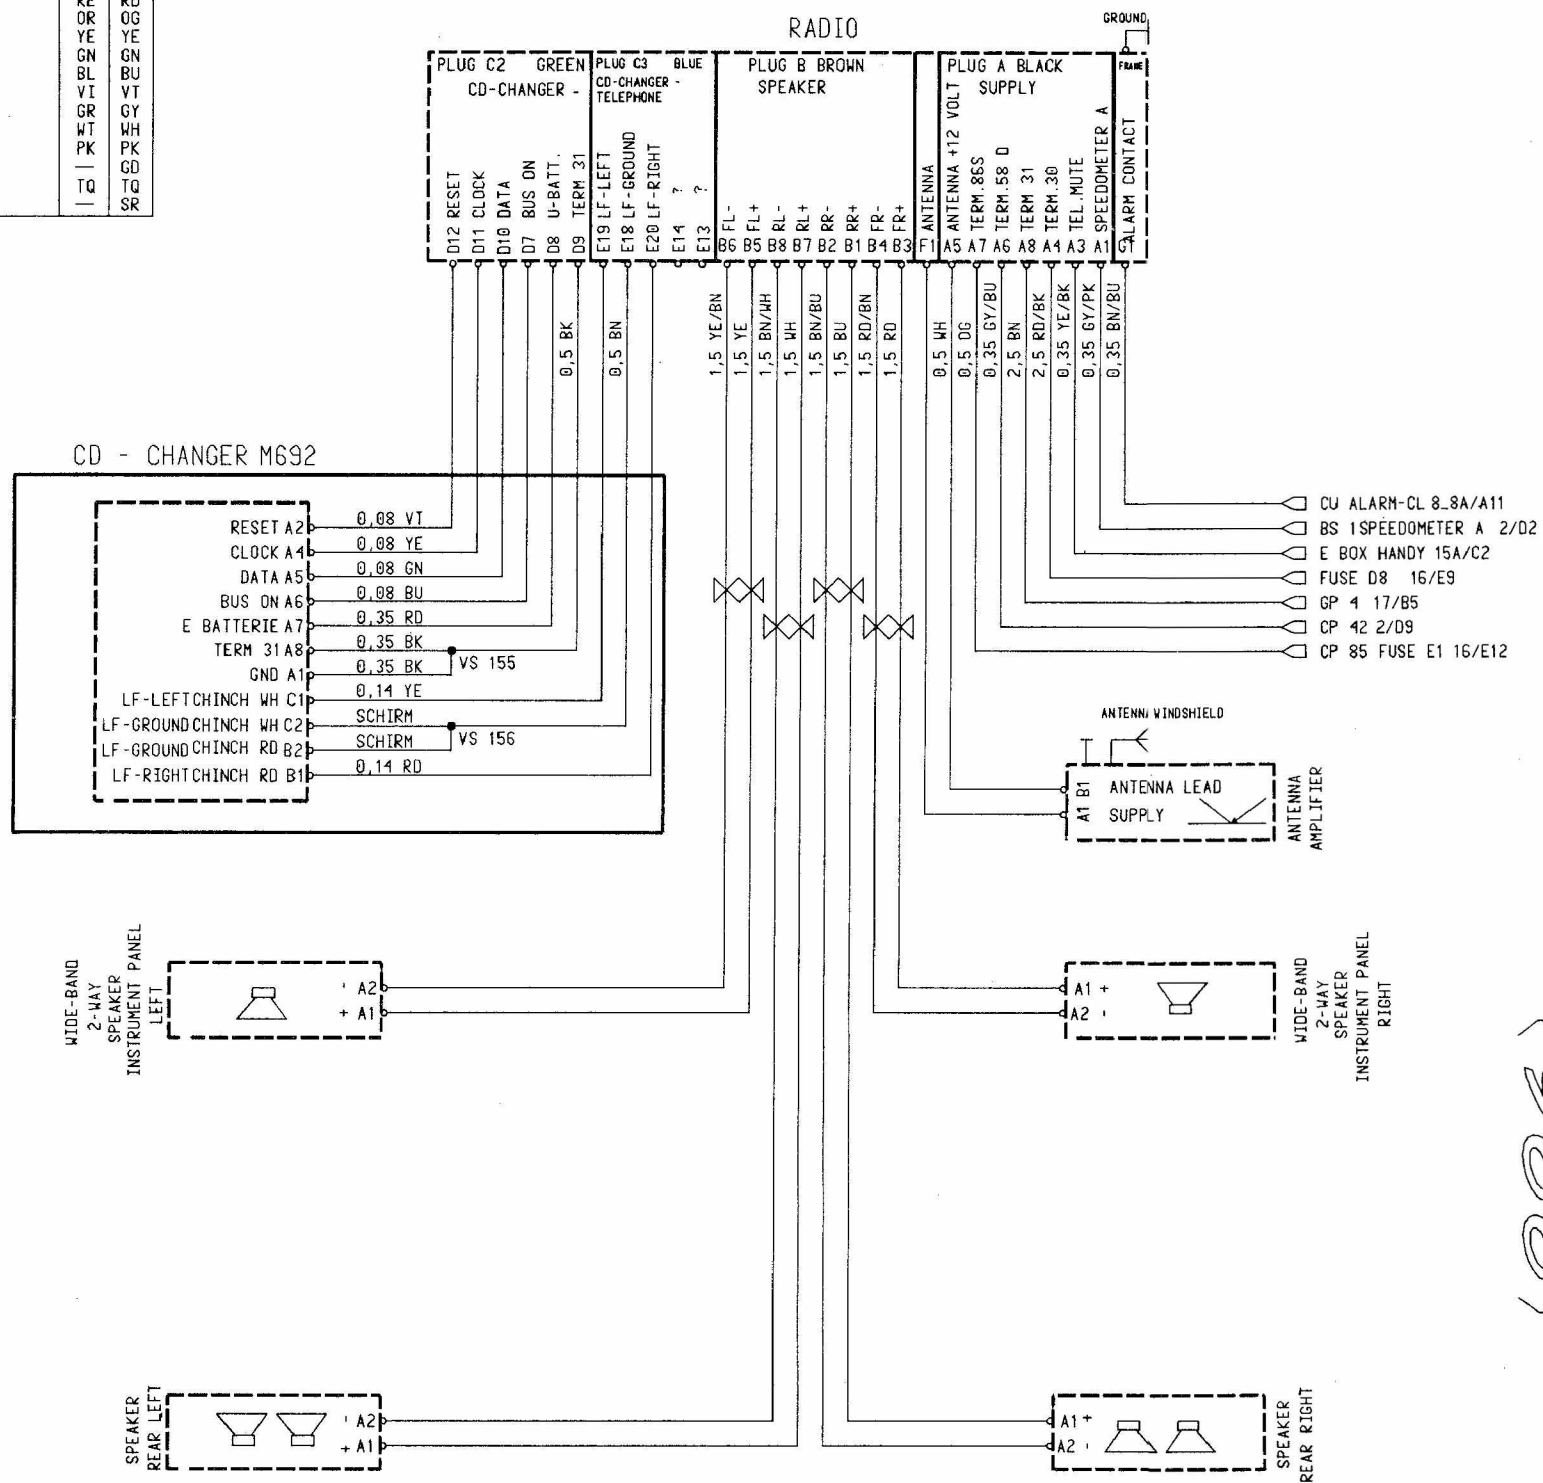 RE RD
OR OG
YE YE
GN GN
BL BU
VI VT
GR GY
WT WH
PK PK
— GD
TQ TQ
— SR
RADIO
GROUND
PLUG C2 GREEN
CD-CHANGER -
PLUG C3 BLUE
CD-CHANGER -
TELEPHONE
PLUG B BROWN
SPEAKER
PLUG A BLACK
SUPPLY
FRAME
D12 RESET
D11 CLOCK
D10 DATA
D7 BUS ON
D8 U-BATT.
D9 TERM 31
E19 LF-LEFT
E18 LF-GROUND
E20 LF-RIGHT
E14 ?
E13 ?
B6 FL-
B5 FL+
B8 RL-
B7 RL+
B2 RR-
B1 RR+
B4 FR-
B3 FR+
F1 ANTENNA
A5 ANTENNA +12 VOLT
A7 TERM.86S
A6 TERM.58 D
A8 TERM 31
A4 TERM.30
A3 TEL.MUTE
A1 SPEEDOMETER A
G1 ALARM CONTACT
0,5 BK
0,5 BN
1,5 YE/BN
1,5 YE
1,5 BN/WH
1,5 WH
1,5 BN/BU
1,5 BU
1,5 RD/BN
1,5 RD
0,5 WH
0,5 OG
0,35 GY/BU
2,5 BN
2,5 RD/BK
0,35 YE/BK
0,35 GY/PK
0,35 BN/BU
CD - CHANGER M692
RESET A2 0,08 VT
CLOCK A4 0,08 YE
DATA A5 0,08 GN
BUS ON A6 0,08 BU
E BATTERIE A7 0,35 RD
TERM 31 A8 0,35 BK
VS 155
GND A1 0,35 BK
LF-LEFT CHINCH WH C1 0,14 YE
LF-GROUND CHINCH WH C2 SCHIRM
VS 156
LF-GROUND CHINCH RD B2 SCHIRM
LF-RIGHT CHINCH RD B1 0,14 RD
CU ALARM-CL 8_8A/A11
BS 1SPEEDOMETER A 2/D2
E BOX HANDY 15A/C2
FUSE D8 16/E9
GP 4 17/B5
CP 42 2/D9
CP 85 FUSE E1 16/E12
WINDSHIELD
B1 ANTENNA LEAD
A1 SUPPLY
ANTENNA
AMPLIFIER
WIDE-BAND
2-WAY
SPEAKER
INSTRUMENT PANEL
LEFT
- A2
+ A1
A1 +
A2 -
WIDE-BAND
2-WAY
SPEAKER
INSTRUMENT PANEL
RIGHT
SPEAKER
REAR LEFT
- A2
+ A1
A1 +
A2 -
SPEAKER
REAR RIGHT